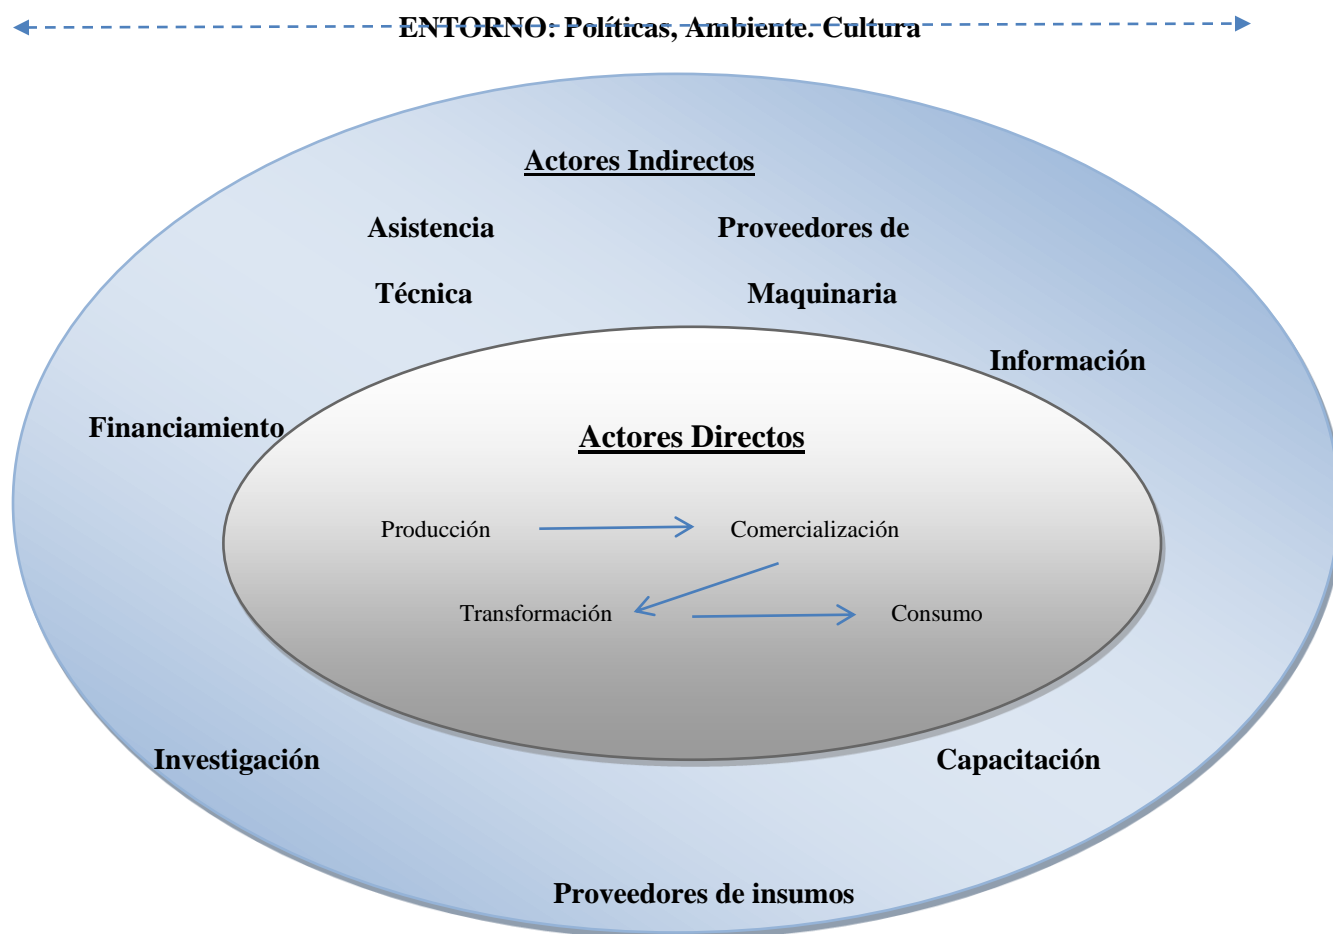 ENTORNO: Políticas, Ambiente. Cultura
Actores Indirectos
Asistencia Proveedores de
Técnica Maquinaria
Información
Financiamiento
Actores Directos
Producción Comercialización
Transformación Consumo
Investigación Capacitación
Proveedores de insumos